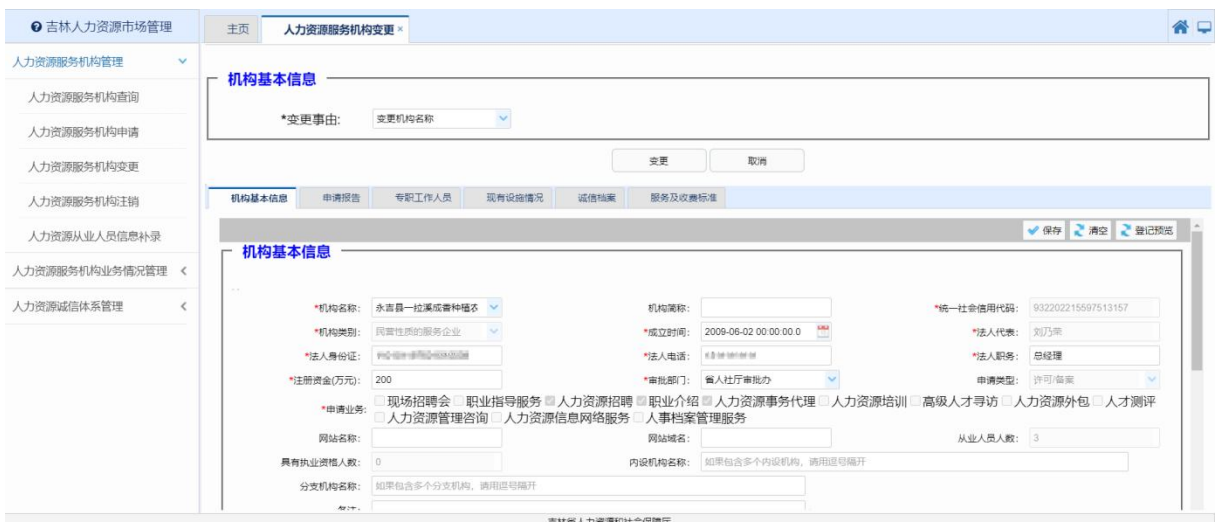 吉林人力资源市场管理
主页 人力资源服务机构变更 ×
人力资源服务机构管理
人力资源服务机构查询
人力资源服务机构申请
人力资源服务机构变更
人力资源服务机构注销
人力资源从业人员信息补录
人力资源服务机构业务情况管理
人力资源诚信体系管理
机构基本信息
*变更事由: 变更机构名称
变更 取消
机构基本信息 申请报告 专职工作人员 现有设施情况 诚信档案 服务及收费标准
保存 清空 登记预览
机构基本信息
*机构名称: 永吉县一拉溪成香种植农 机构简称: *统一社会信用代码: 932202215597513157
*机构类别: 民营性质的服务企业 *成立时间: 2009-06-02 00:00:00.0 *法人代表: 刘乃荣
*法人身份证: *法人电话: *法人职务: 总经理
*注册资金(万元): 200 *审批部门: 省人社厅审批办 申请类型: 许可/备案
*申请业务: 现场招聘会 职业指导服务 人力资源招聘 职业介绍 人力资源事务代理 人力资源培训 高级人才寻访 人力资源外包 人才测评
人力资源管理咨询 人力资源信息网络服务 人事档案管理服务
网站名称: 网站域名: 从业人员人数: 3
具有执业资格人数: 0 内设机构名称: 如果包含多个内设机构，请用逗号隔开
分支机构名称: 如果包含多个分支机构，请用逗号隔开
备注:
吉林省人力资源和社会保障厅